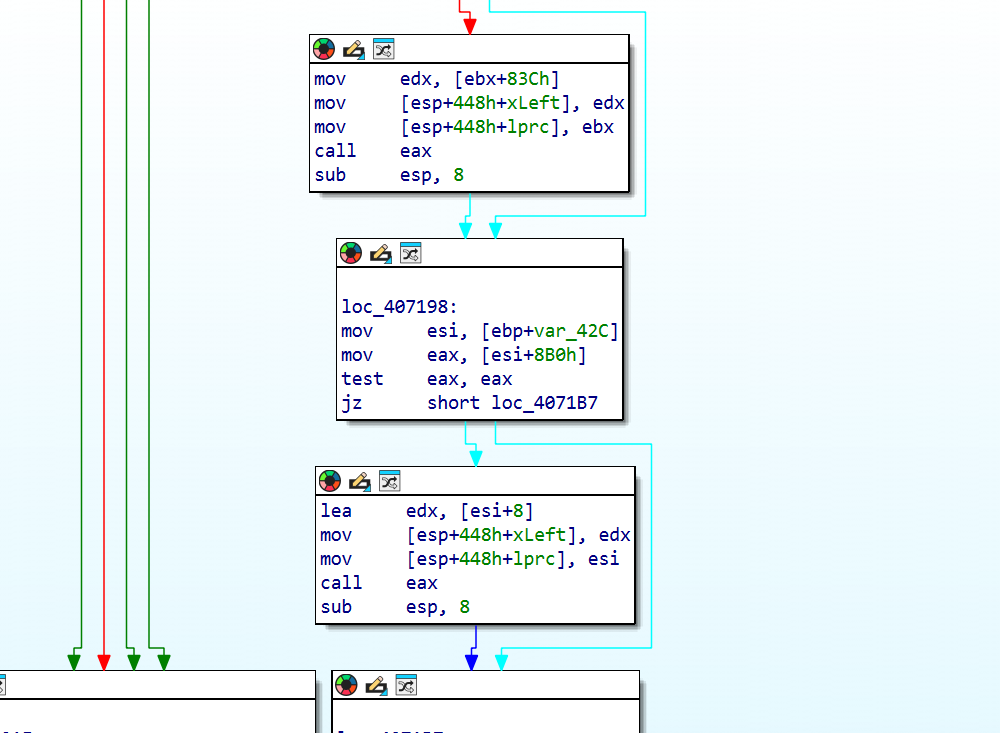 mov edx, [ebx+83Ch]
mov [esp+448h+xLeft], edx
mov [esp+448h+lprc], ebx
call eax
sub esp, 8
loc_407198:
mov esi, [ebp+var_42C]
mov eax, [esi+8B0h]
test eax, eax
jz short loc_4071B7
lea edx, [esi+8]
mov [esp+448h+xLeft], edx
mov [esp+448h+lprc], esi
call eax
sub esp, 8